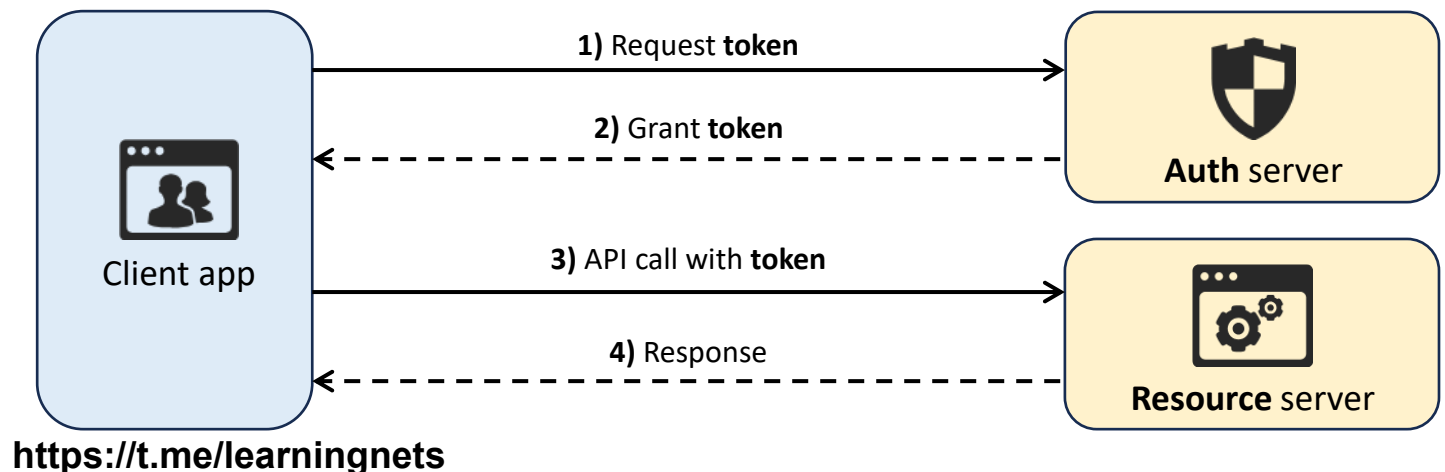 1) Request token
2) Grant token
Auth server
Client app
3) API call with token
4) Response
Resource server
https://t.me/learningnets